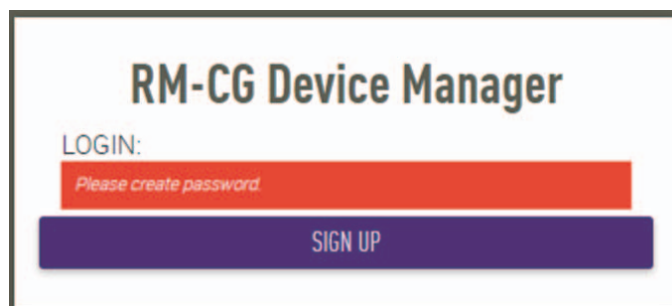 RM-CG Device Manager
LOGIN:
Please create password.
SIGN UP